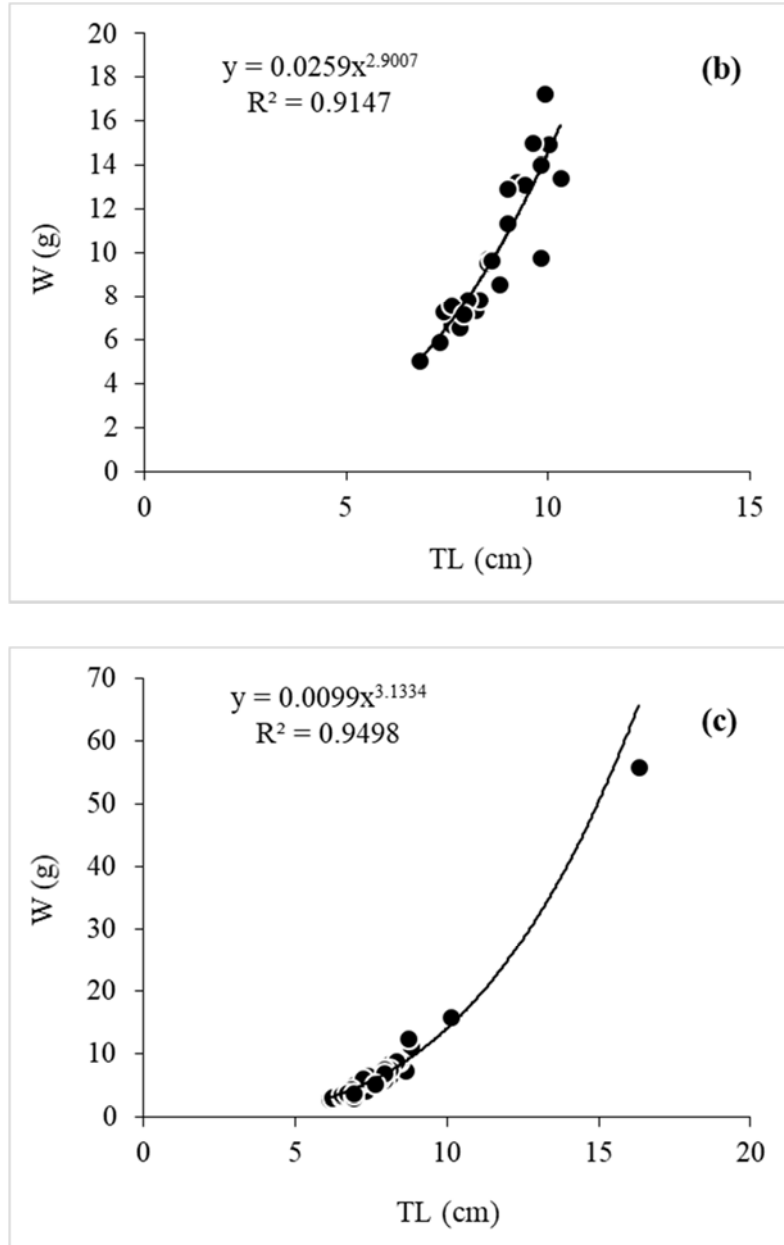 y = 0.0259x^2.9007
R² = 0.9147
(b)
20
18
16
14
12
10
8
6
4
2
0
W (g)
0 5 10 15
TL (cm)
y = 0.0099x^3.1334
R² = 0.9498
(c)
70
60
50
40
30
20
10
0
W (g)
0 5 10 15 20
TL (cm)